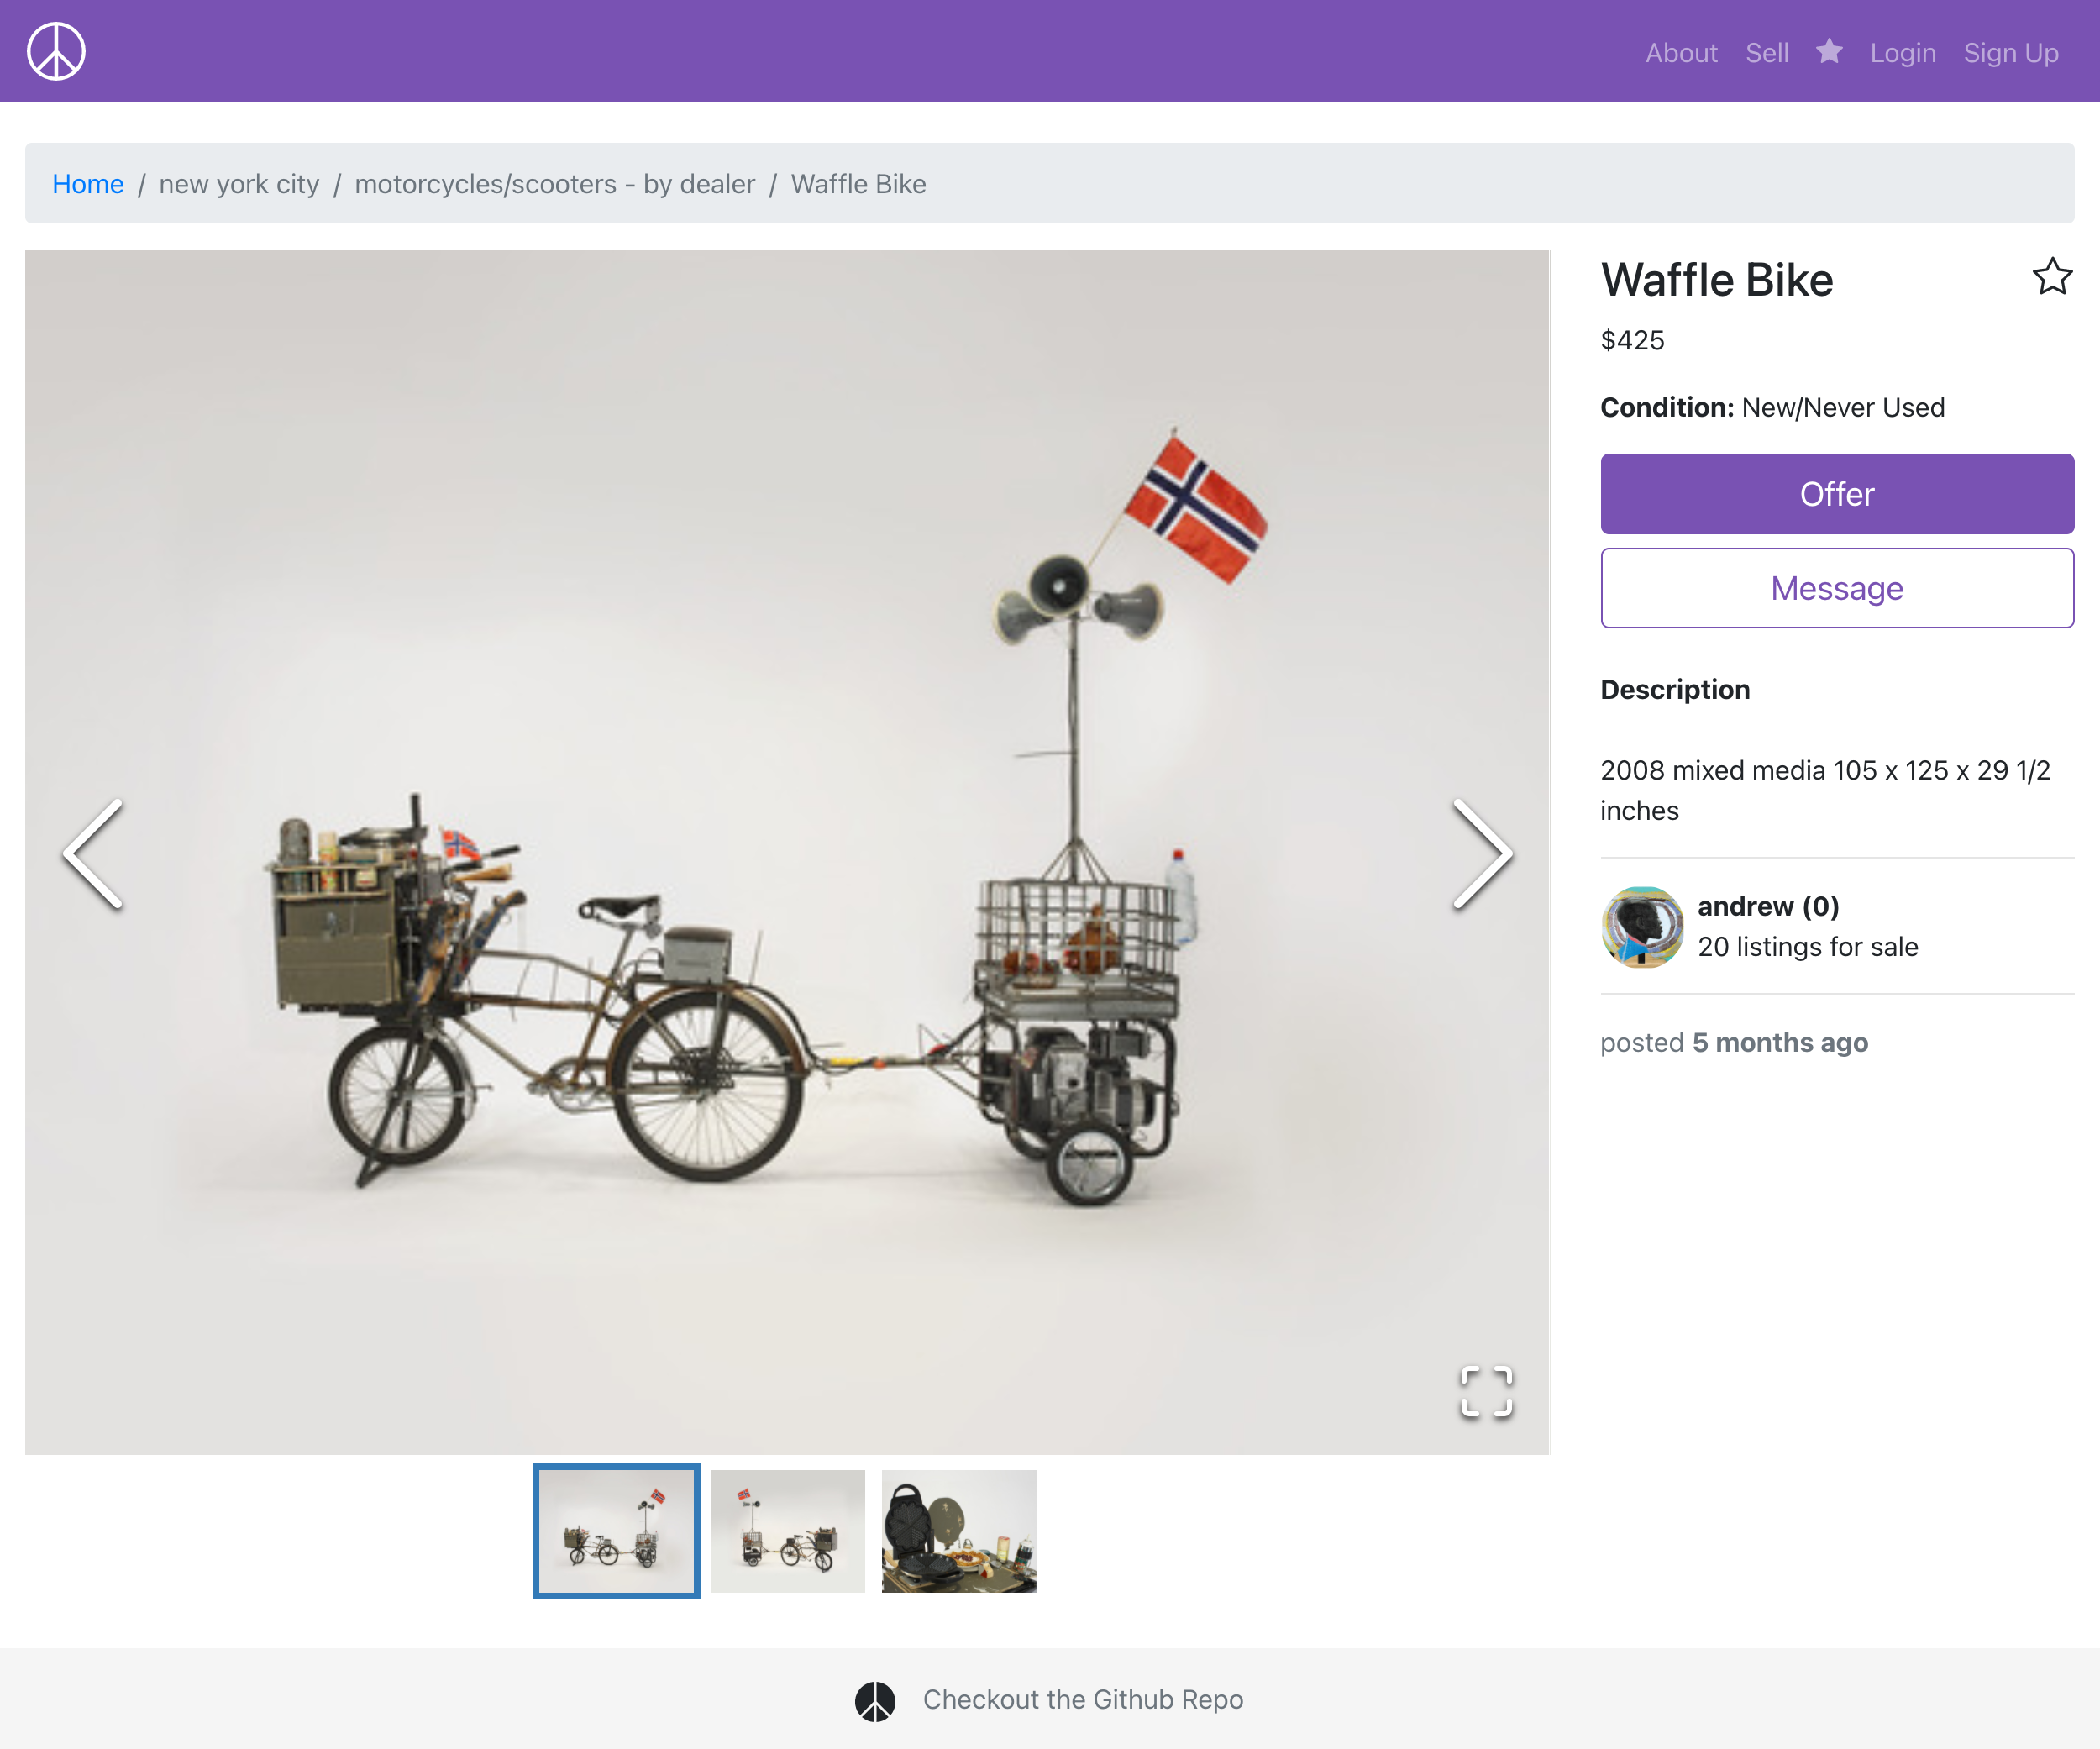 About Sell Login Sign Up
Home / new york city / motorcycles/scooters - by dealer / Waffle Bike
Waffle Bike
$425
Condition: New/Never Used
Offer
Message
Description
2008 mixed media 105 x 125 x 29 1/2
inches
andrew (0)
20 listings for sale
posted 5 months ago
Checkout the Github Repo